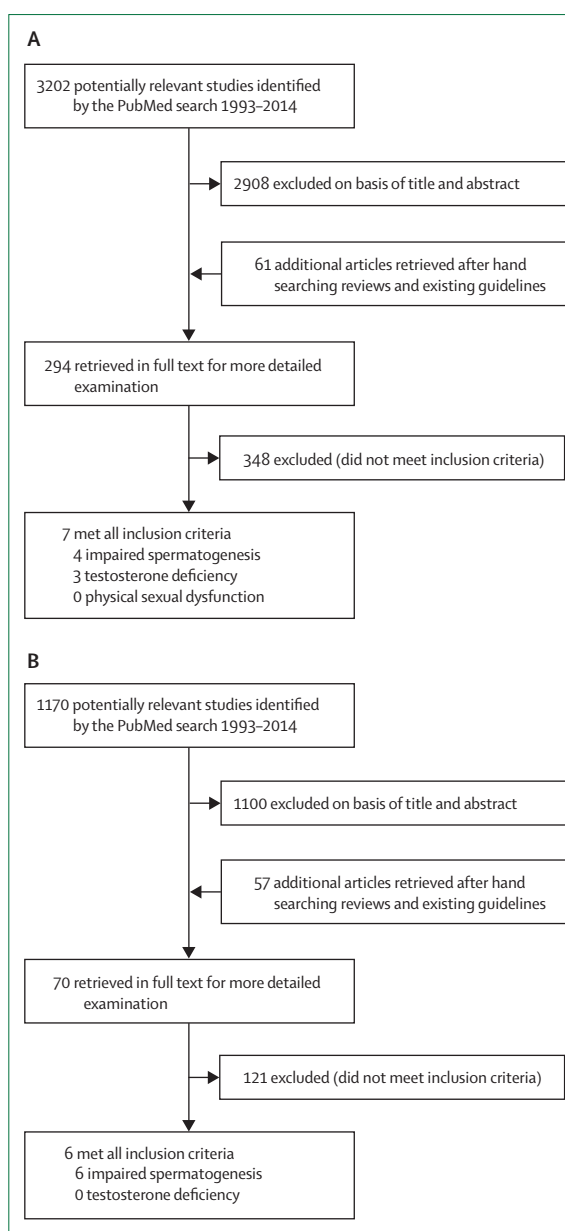 A
3202 potentially relevant studies identified
by the PubMed search 1993–2014
2908 excluded on basis of title and abstract
61 additional articles retrieved after hand
searching reviews and existing guidelines
294 retrieved in full text for more detailed
examination
348 excluded (did not meet inclusion criteria)
7 met all inclusion criteria
4 impaired spermatogenesis
3 testosterone deficiency
0 physical sexual dysfunction
B
1170 potentially relevant studies identified
by the PubMed search 1993–2014
1100 excluded on basis of title and abstract
57 additional articles retrieved after hand
searching reviews and existing guidelines
70 retrieved in full text for more detailed
examination
121 excluded (did not meet inclusion criteria)
6 met all inclusion criteria
6 impaired spermatogenesis
0 testosterone deficiency